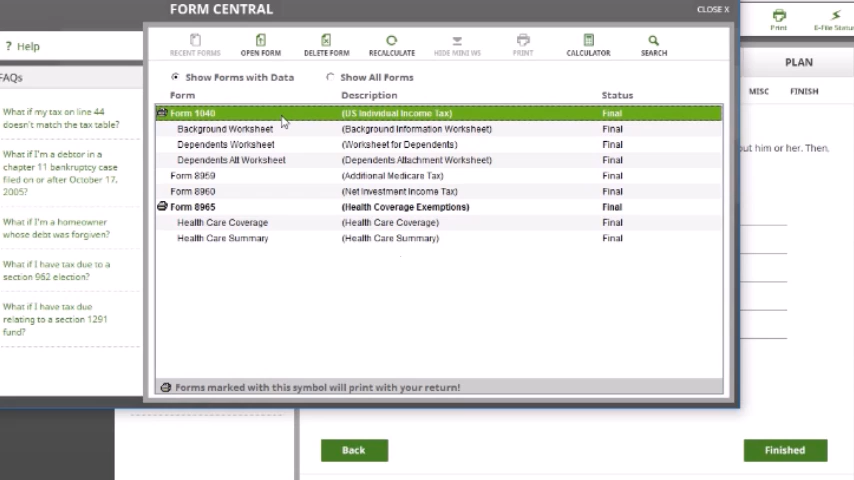 FORM CENTRAL
CLOSE X
RECENT FORMS
OPEN FORM
DELETE FORM
RECALCULATE
HIDE MINI WS
PRINT
CALCULATOR
SEARCH
Show Forms with Data
Show All Forms
Form Description Status
Form 1040 (US Individual Income Tax) Final
Background Worksheet (Background Information Worksheet) Final
Dependents Worksheet (Worksheet for Dependents) Final
Dependents Att Worksheet (Dependents Attachment Worksheet) Final
Form 8959 (Additional Medicare Tax) Final
Form 8960 (Net Investment Income Tax) Final
Form 8965 (Health Coverage Exemptions) Final
Health Care Coverage (Health Care Coverage) Final
Health Care Summary (Health Care Summary) Final
Forms marked with this symbol will print with your return!
? Help
FAQs
What if my tax on line 44
doesn't match the tax table?
What if I'm a debtor in a
chapter 11 bankruptcy case
filed on or after October 17,
2005?
What if I'm a homeowner
whose debt was forgiven?
What if I have tax due to a
section 962 election?
What if I have tax due
relating to a section 1291
fund?
Print
E-File Status
PLAN
MISC
FINISH
out him or her. Then,
Back
Finished